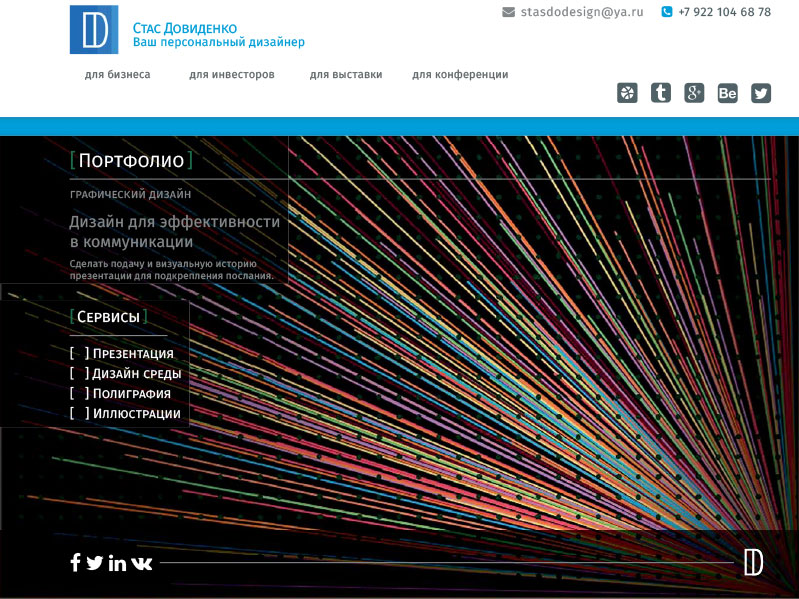 stasdodesign@ya.ru +7 922 104 68 78
Стас Довиденко
Ваш персональный дизайнер
для бизнеса для инвесторов для выставки для конференции
Be
[ Портфолио ]
ГРАФИЧЕСКИЙ ДИЗАЙН
Дизайн для эффективности
в коммуникации
Сделать подачу и визуальную историю
презентации для подкрепления послания.
[ Сервисы ]
[ ] Презентация
[ ] Дизайн среды
[ ] Полиграфия
[ ] Иллюстрации